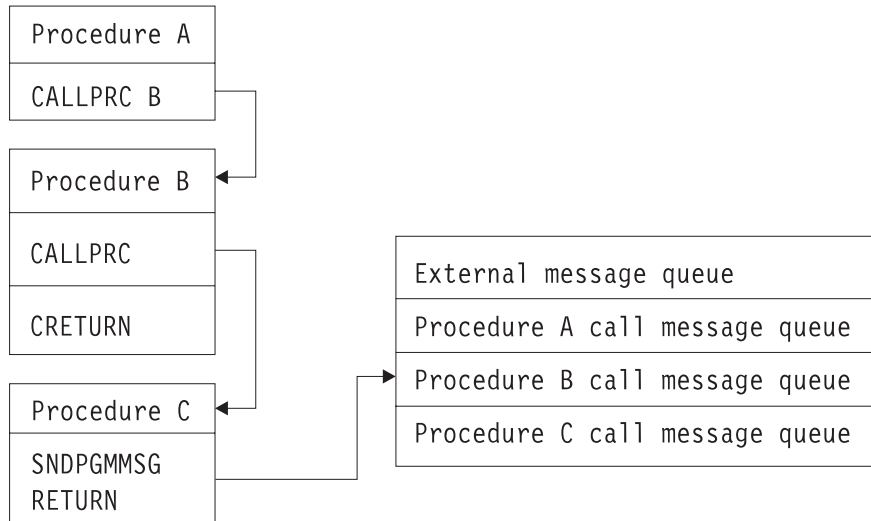 Procedure A
CALLPRC B
Procedure B
CALLPRC
CRETURN
Procedure C
SNDPGMMSG
RETURN
External message queue
Procedure A call message queue
Procedure B call message queue
Procedure C call message queue